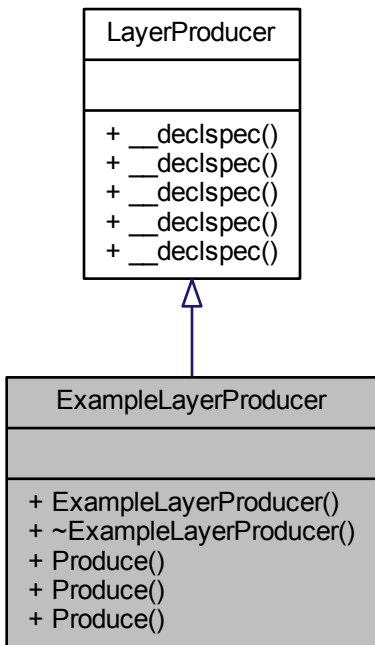 LayerProducer
+ __declspec()
+ __declspec()
+ __declspec()
+ __declspec()
+ __declspec()
ExampleLayerProducer
+ ExampleLayerProducer()
+ ~ExampleLayerProducer()
+ Produce()
+ Produce()
+ Produce()